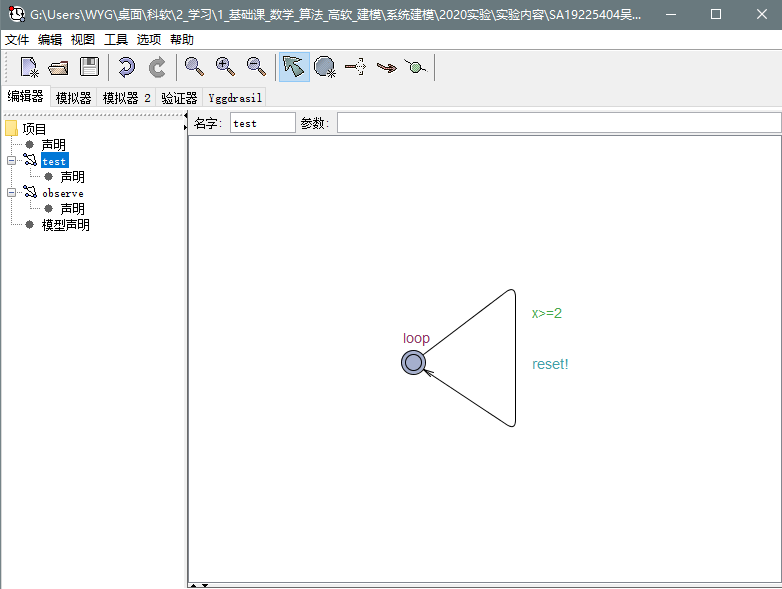 G:\Users\WYG\桌面\科软\2_学习\1_基础课_数学_算法_高软_建模\系统建模\2020实验\实验内容\SA19225404吴...
文件 编辑 视图 工具 选项 帮助
编辑器 模拟器 模拟器 2 验证器 Yggdrasil
项目
声明
test
声明
observe
声明
模型声明
名字: test 参数:
x>=2
loop
reset!